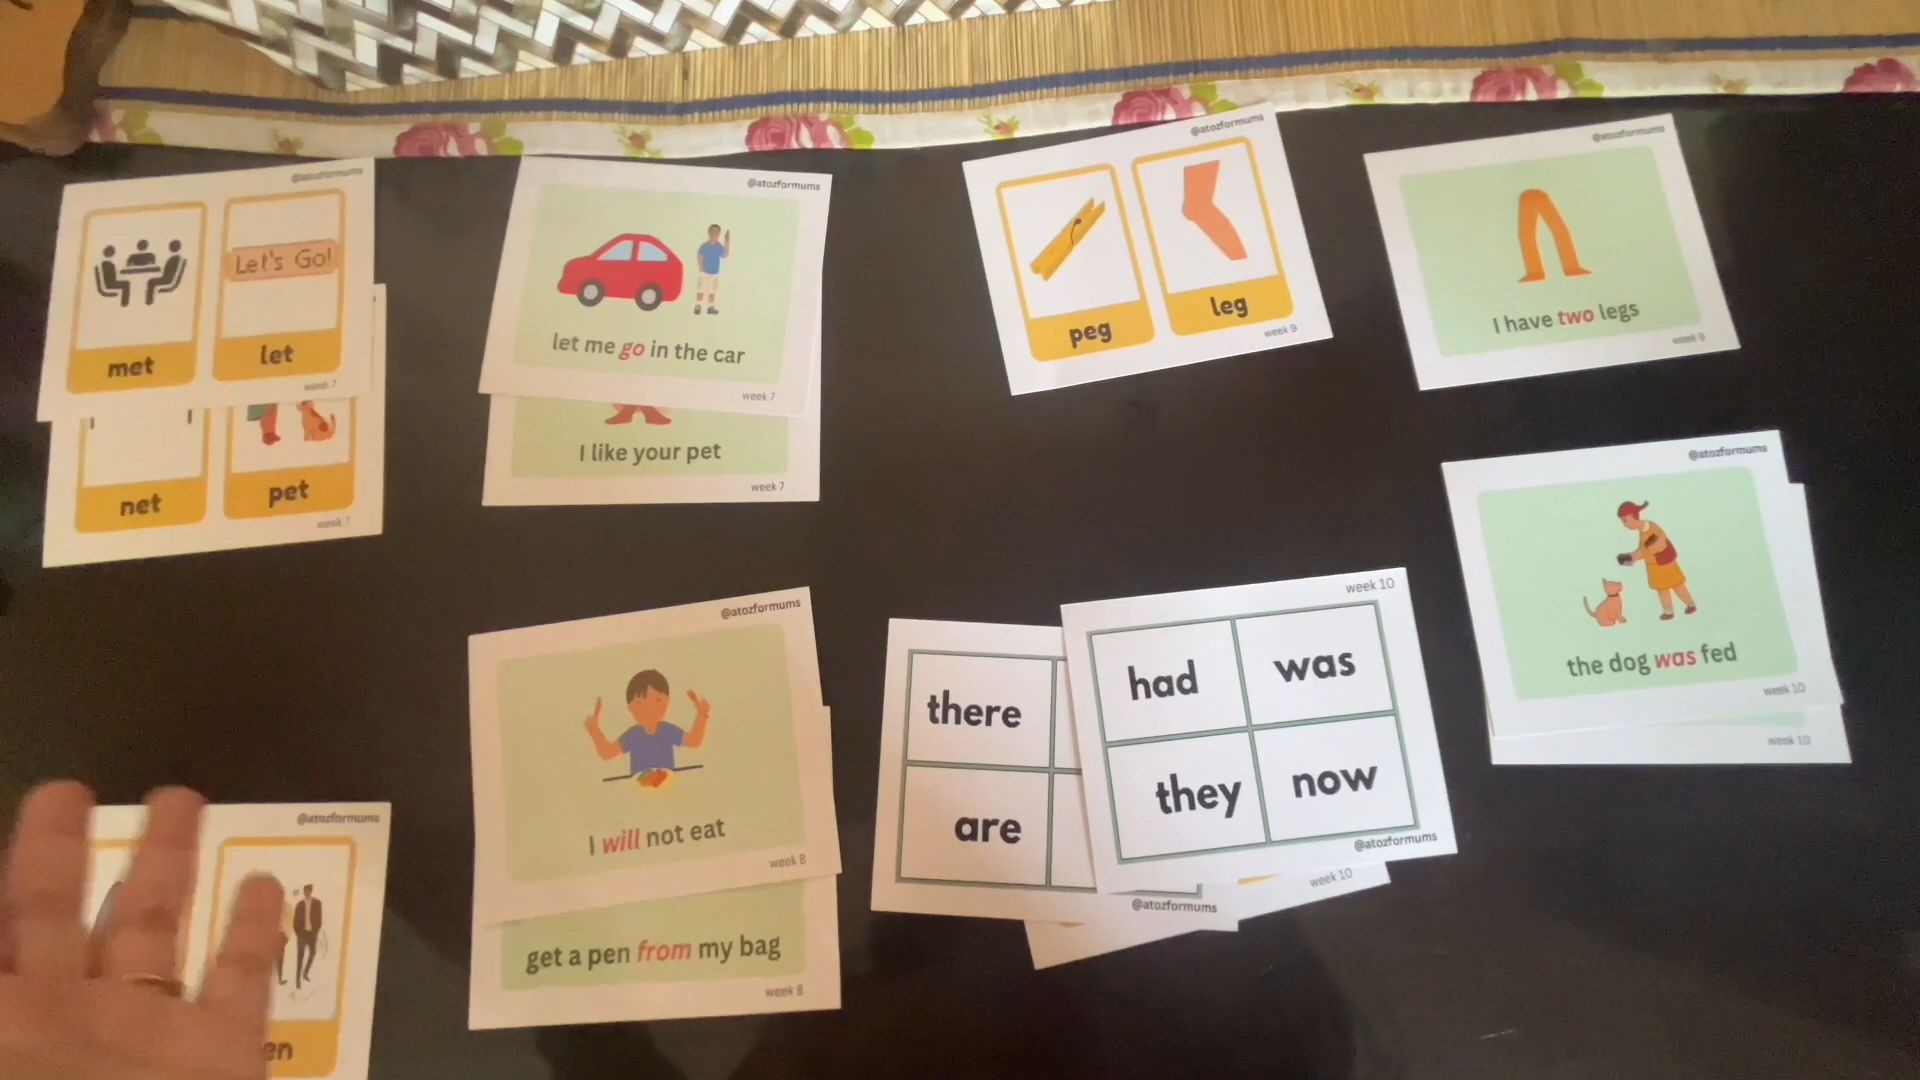 @atozformums
Let's Go!
met
let
week 7
net
pet
week 7
@atozformums
let me go in the car
week 7
I like your pet
week 7
@atozformums
peg
leg
week 9
@atozformums
I have two legs
week 9
@atozformums
the dog was fed
week 10
week 10
@atozformums
I will not eat
week 8
get a pen from my bag
week 8
there
are
@atozformums
week 10
had
was
they
now
@atozformums
week 10
@atozformums